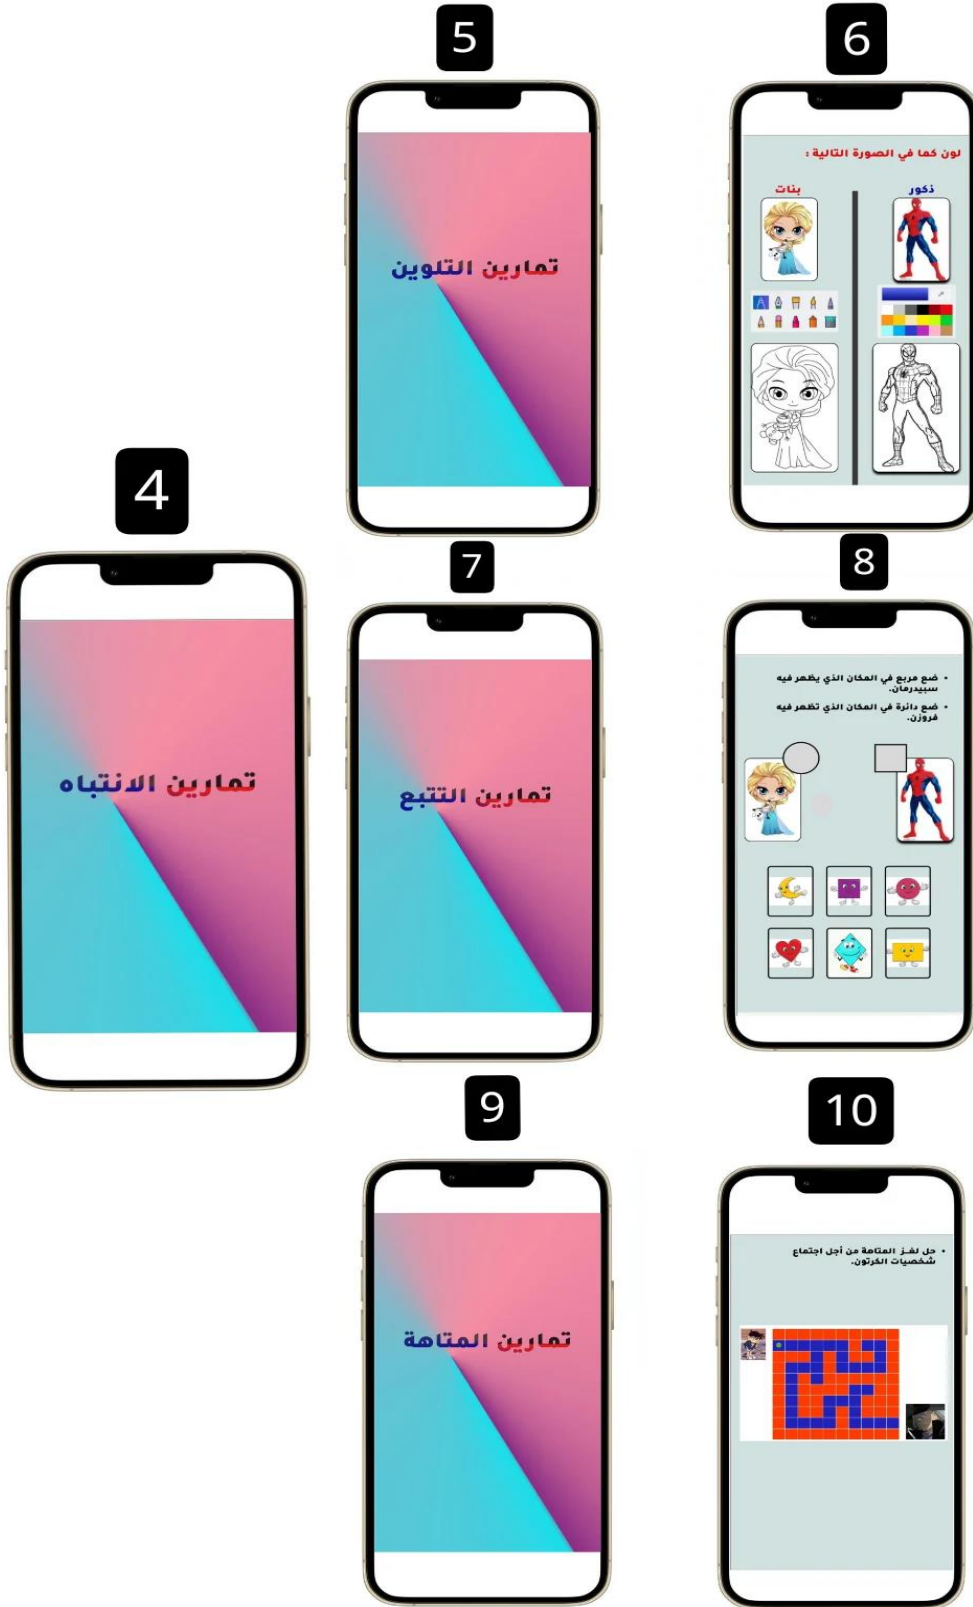 5
تمارين التلوين
6
لون كما في الصورة التالية :
ذكور
بنات
4
تمارين الانتباه
7
تمارين التتبع
8
• ضع مربع في المكان الذي يظهر فيه
سبيدرمان.
• ضع دائرة في المكان الذي تظهر فيه
فروزن.
9
تمارين المتاهة
10
• حل لغز المتاهة من أجل اجتماع
شخصيات الكرتون.